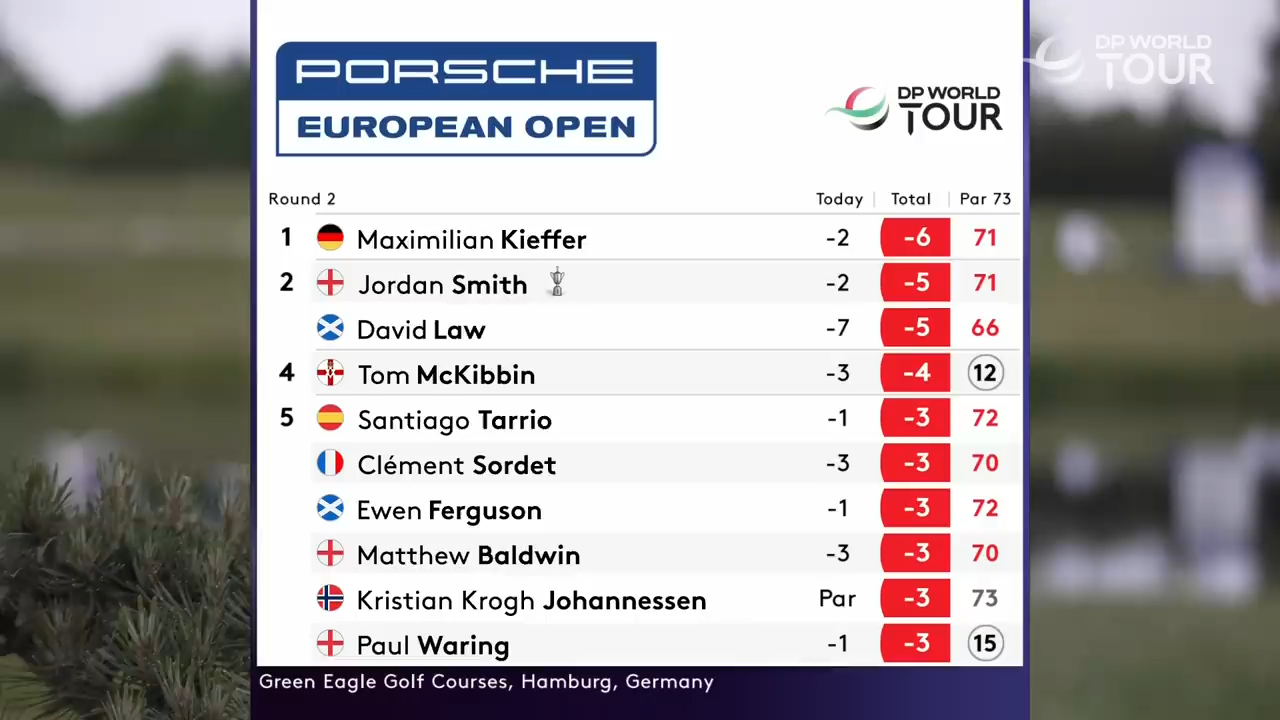 PORSCHE
EUROPEAN OPEN
DP WORLD
TOUR
DP WORLD
TOUR
Round 2 Today Total Par 73
1 Maximilian Kieffer -2 -6 71
2 Jordan Smith -2 -5 71
David Law -7 -5 66
4 Tom McKibbin -3 -4 12
5 Santiago Tarrio -1 -3 72
Clément Sordet -3 -3 70
Ewen Ferguson -1 -3 72
Matthew Baldwin -3 -3 70
Kristian Krogh Johannessen Par -3 73
Paul Waring -1 -3 15
Green Eagle Golf Courses, Hamburg, Germany